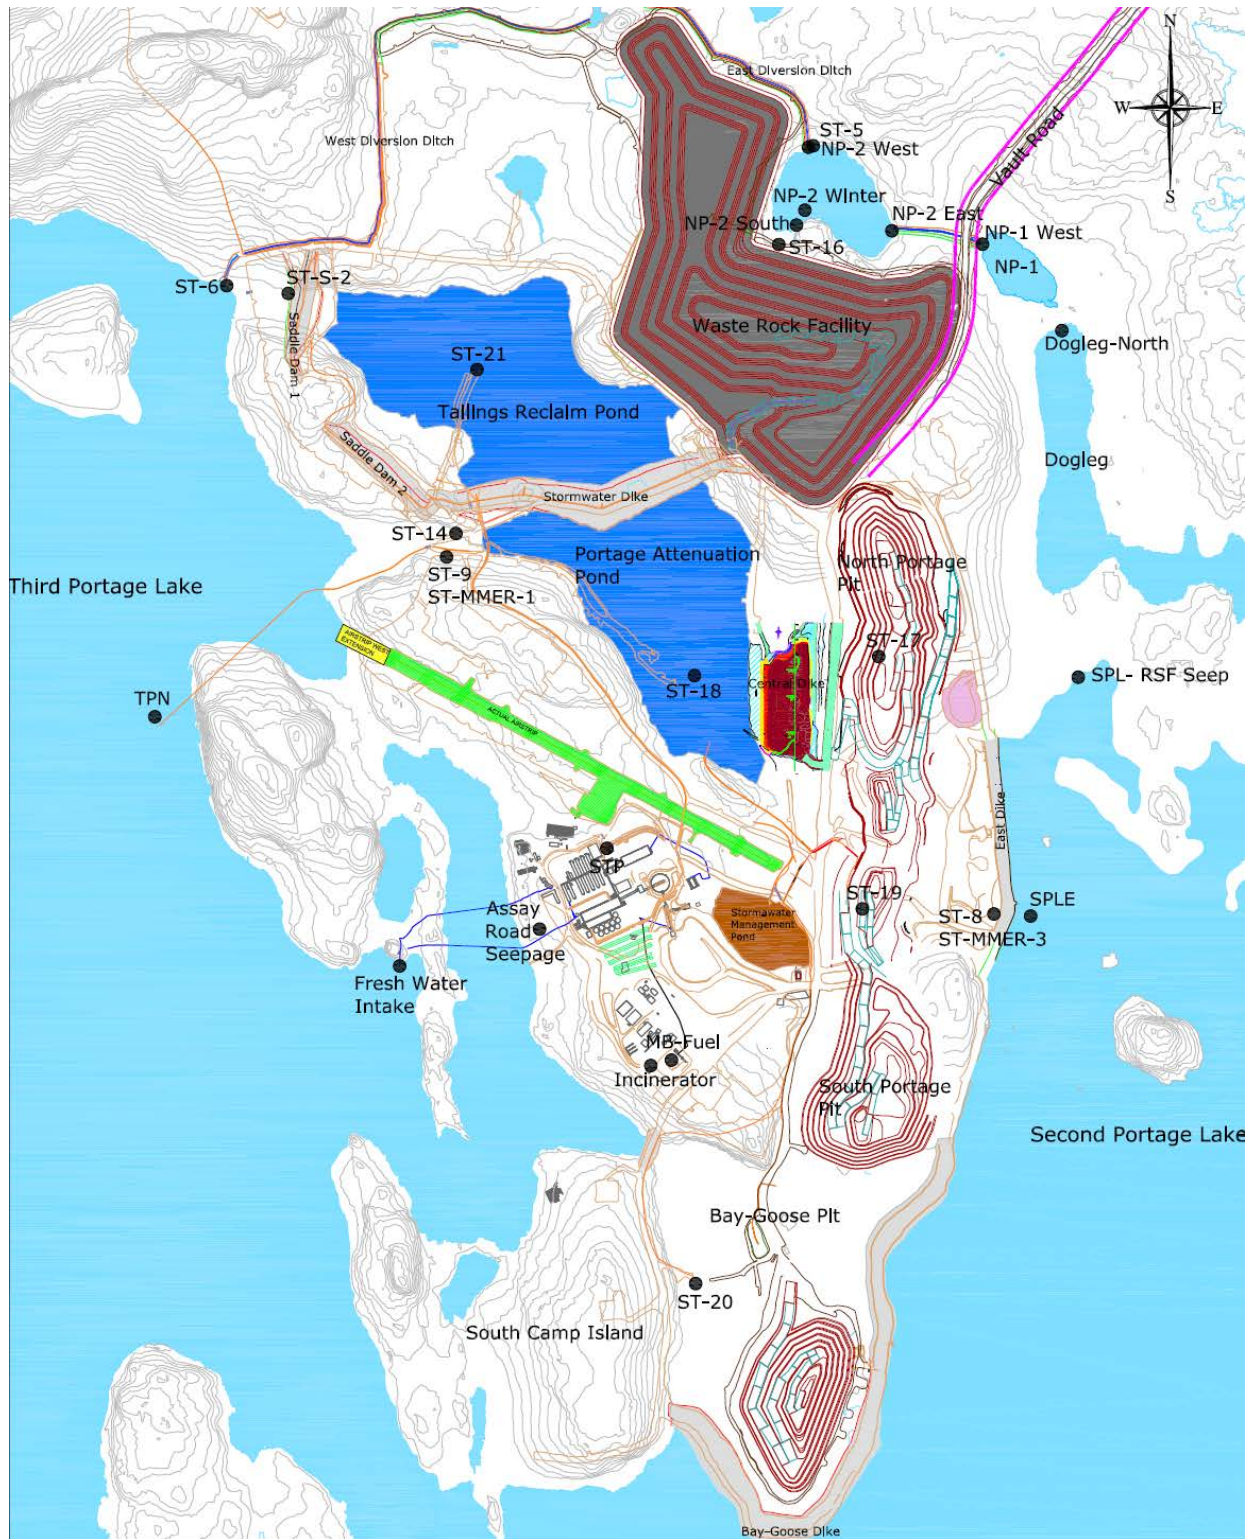 N
W
E
S
East Diversion Ditch
West Diversion Ditch
ST-5
NP-2 West
Vault Road
NP-2 Winter
NP-2 South
NP-2 East
ST-16
NP-1 West
NP-1
ST-6
ST-S-2
Saddle Dam 1
Waste Rock Facility
Dogleg-North
ST-21
Tailings Reclaim Pond
Saddle Dam 2
Dogleg
Stormwater Dike
ST-14
Portage Attenuation
Pond
North Portage
Pit
ST-9
ST-MMER-1
Third Portage Lake
AIRSTRIP WEST
EXTENSION
ST-17
ST-18
Central Dike
SPL- RSF Seep
TPN
ACTUAL AIRSTRIP
East Dike
STP
ST-19
Assay
Road
Seepage
Stormawater
Management
Pond
ST-8
ST-MMER-3
SPLE
Fresh Water
Intake
MB-Fuel
Incinerator
South Portage
Pit
Second Portage Lake
Bay-Goose Pit
ST-20
South Camp Island
Bay-Goose Dike